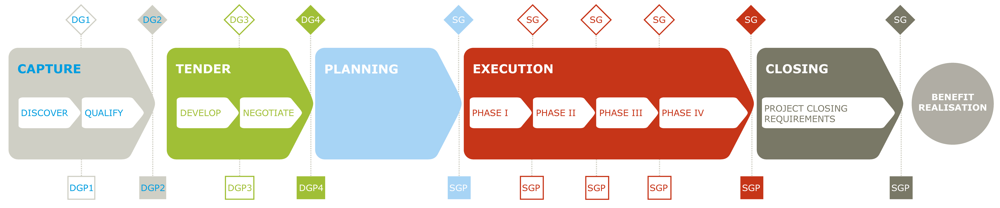 DG1
DG2
DG3
DG4
SG
SG
SG
SG
SG
SG
CAPTURE
TENDER
PLANNING
EXECUTION
CLOSING
DISCOVER
QUALIFY
DEVELOP
NEGOTIATE
PHASE I
PHASE II
PHASE III
PHASE IV
PROJECT CLOSING
REQUIREMENTS
BENEFIT
REALISATION
DGP1
DGP2
DGP3
DGP4
SGP
SGP
SGP
SGP
SGP
SGP